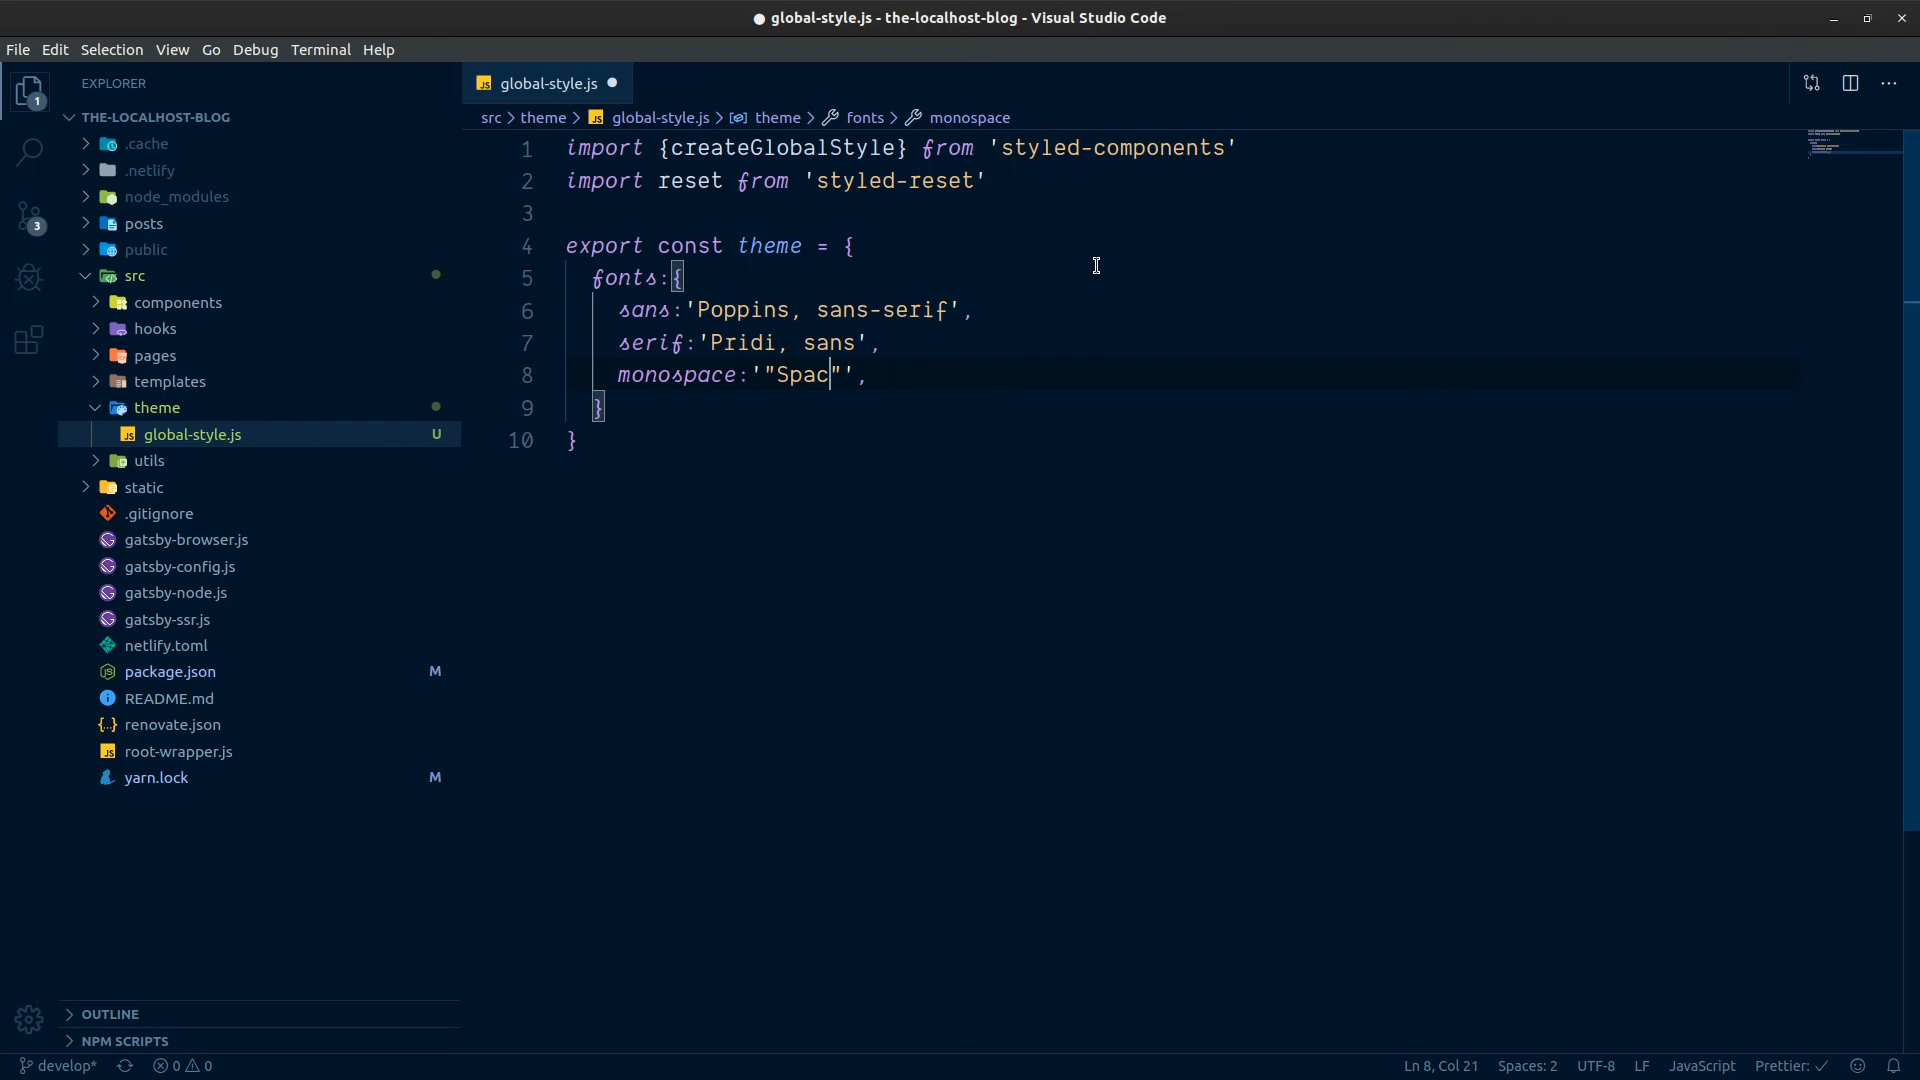 ● global-style.js - the-localhost-blog - Visual Studio Code
File Edit Selection View Go Debug Terminal Help
1
3
EXPLORER
THE-LOCALHOST-BLOG
.cache
.netlify
node_modules
posts
public
src
components
hooks
pages
templates
theme
global-style.js U
utils
static
.gitignore
gatsby-browser.js
gatsby-config.js
gatsby-node.js
gatsby-ssr.js
netlify.toml
package.json M
README.md
renovate.json
root-wrapper.js
yarn.lock M
OUTLINE
NPM SCRIPTS
JS global-style.js ●
src > theme > JS global-style.js > theme > fonts > monospace
1 import {createGlobalStyle} from 'styled-components'
2 import reset from 'styled-reset'
3
4 export const theme = {
5 fonts:{
6 sans:'Poppins, sans-serif',
7 serif:'Pridi, sans',
8 monospace:'"Spac"',
9 }
10 }
develop* 0 0 Ln 8, Col 21 Spaces: 2 UTF-8 LF JavaScript Prettier: ✓